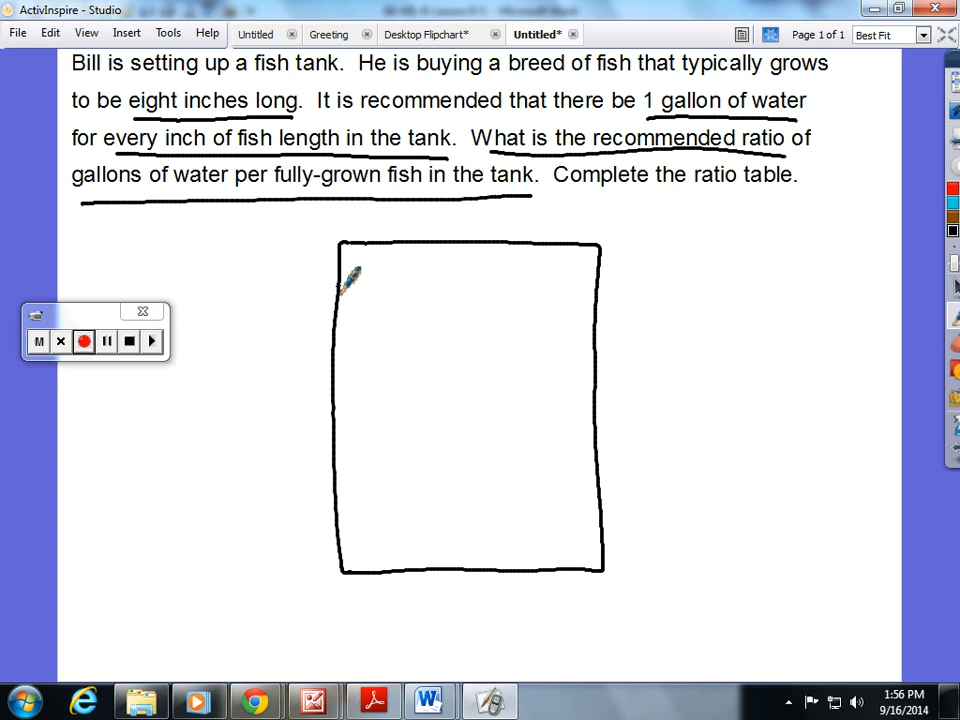 ActivInspire - Studio
File Edit View Insert Tools Help Untitled Greeting Desktop Flipchart* Untitled* Page 1 of 1 Best Fit
Bill is setting up a fish tank. He is buying a breed of fish that typically grows
to be eight inches long. It is recommended that there be 1 gallon of water
for every inch of fish length in the tank. What is the recommended ratio of
gallons of water per fully-grown fish in the tank. Complete the ratio table.
M
1:56 PM
9/16/2014